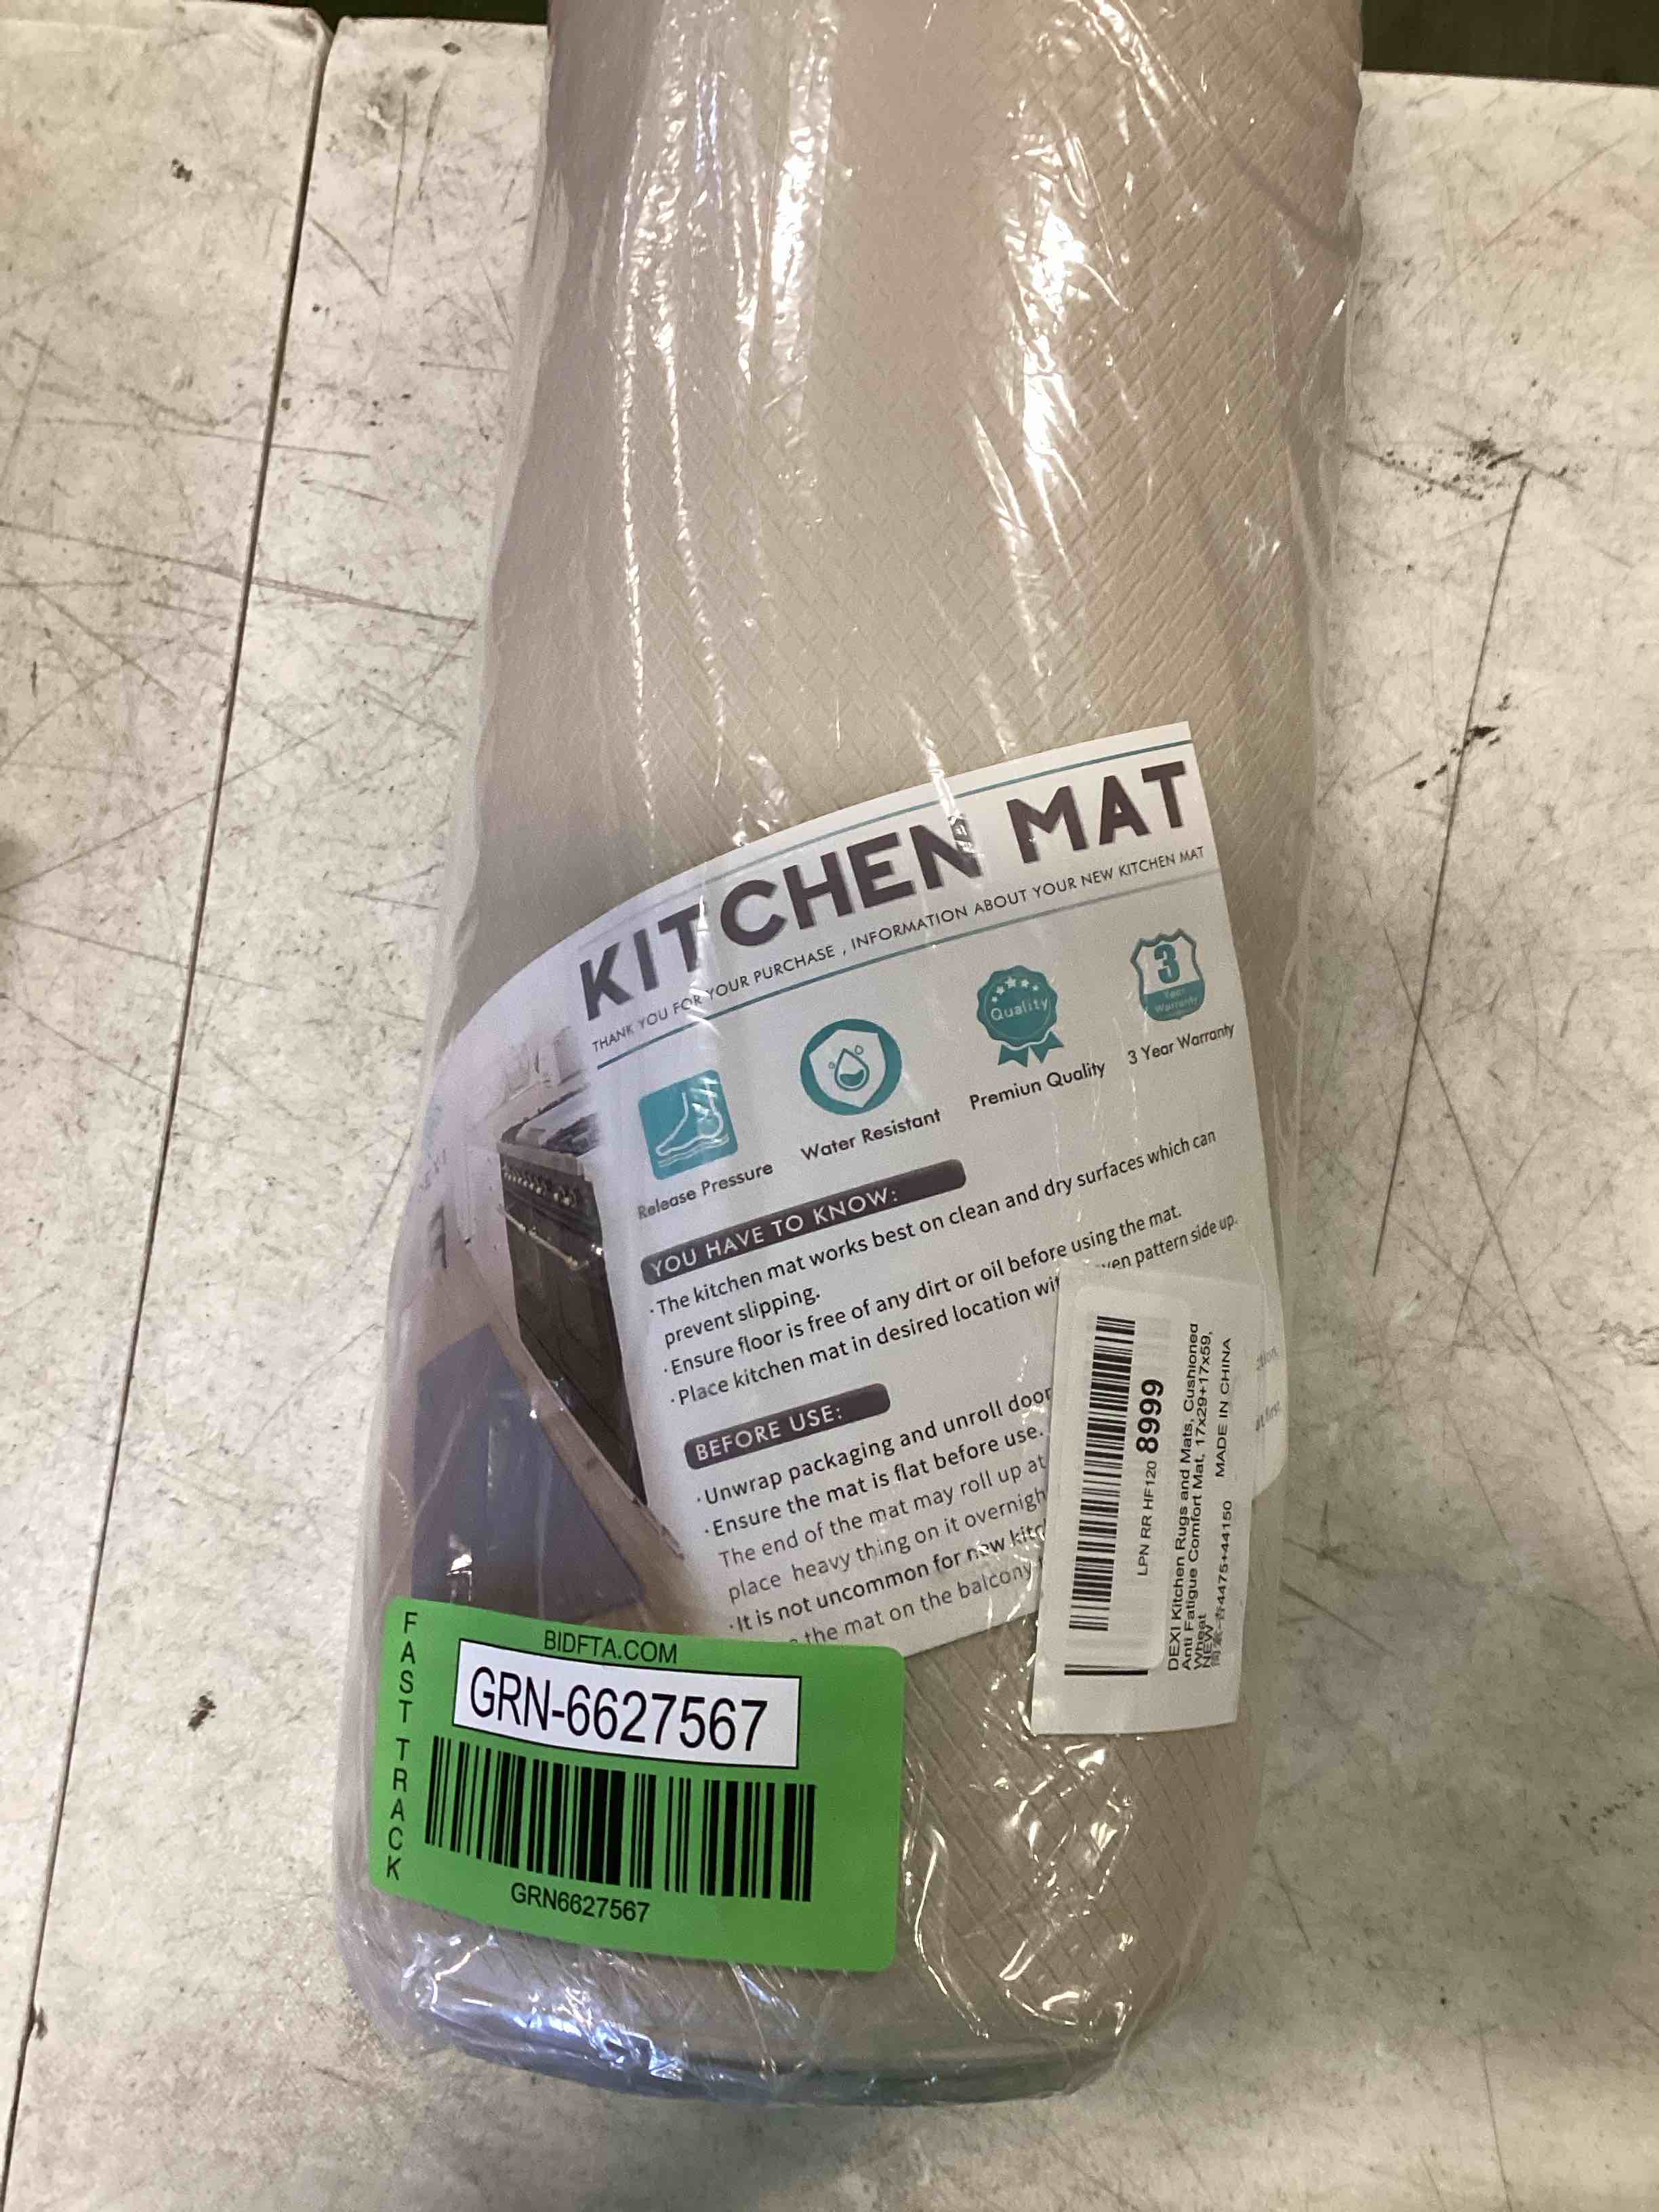 KITCHEN MAT
THANK YOU FOR YOUR PURCHASE , INFORMATION ABOUT YOUR NEW KITCHEN MAT
Release Pressure
Water Resistant
Quality
Premiun Quality
3
Year
Warranty
3 Year Warranty
YOU HAVE TO KNOW:
·The kitchen mat works best on clean and dry surfaces which can
prevent slipping.
·Ensure floor is free of any dirt or oil before using the mat.
·Place kitchen mat in desired location pattern side up.
BEFORE USE:
·Unwrap packaging and unroll
·Ensure the mat is flat before use.
The end of the mat may roll up at
place heavy thing on it
·It is not uncommon for new
the mat on the balcony
LPN RR HF120 8999
DEXI Kitchen Rugs and Mats, Cushioned
Anti Fatigue Comfort Mat, 17x29+17x59,
Wheat
NEW
4475+44150 MADE IN CHINA
FAST TRACK
BIDFTA.COM
GRN-6627567
GRN6627567